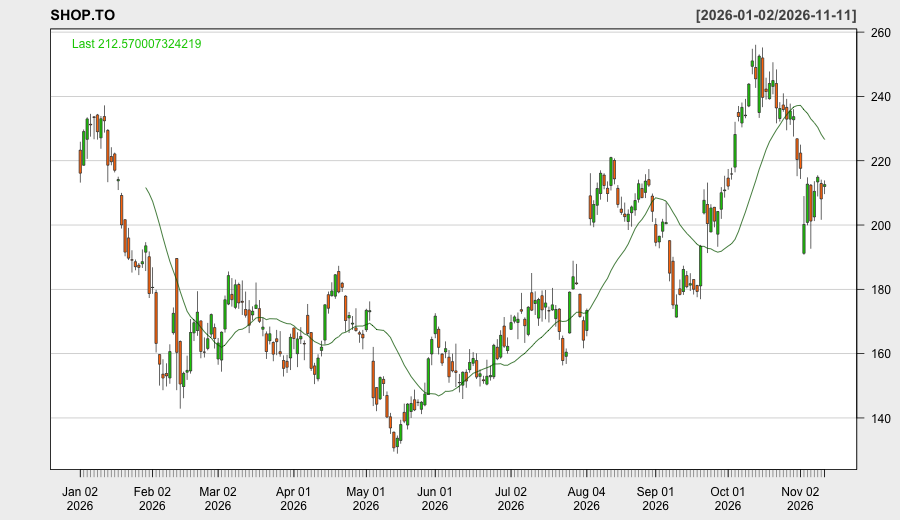 SHOP.TO
[2026-01-02/2026-11-11]
Last 212.570007324219
260
240
220
200
180
160
140
Jan 02
2026
Feb 02
2026
Mar 02
2026
Apr 01
2026
May 01
2026
Jun 01
2026
Jul 02
2026
Aug 04
2026
Sep 01
2026
Oct 01
2026
Nov 02
2026